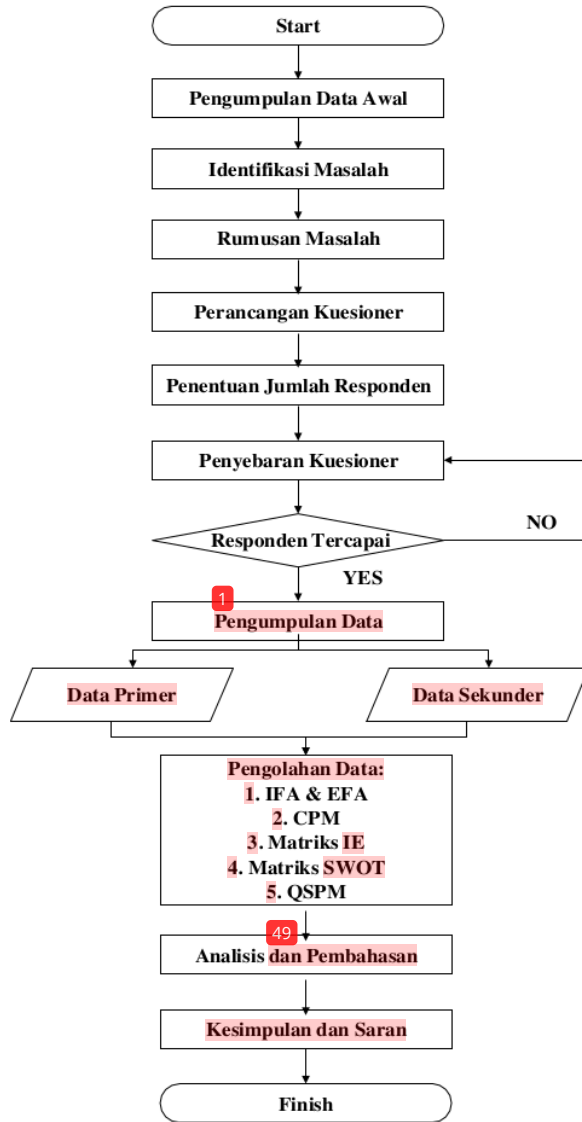 Start
Pengumpulan Data Awal
Identifikasi Masalah
Rumusan Masalah
Perancangan Kuesioner
Penentuan Jumlah Responden
Penyebaran Kuesioner
Responden Tercapai
NO
YES
1
Pengumpulan Data
Data Primer
Data Sekunder
Pengolahan Data:
1. IFA & EFA
2. CPM
3. Matriks IE
4. Matriks SWOT
5. QSPM
49
Analisis dan Pembahasan
Kesimpulan dan Saran
Finish